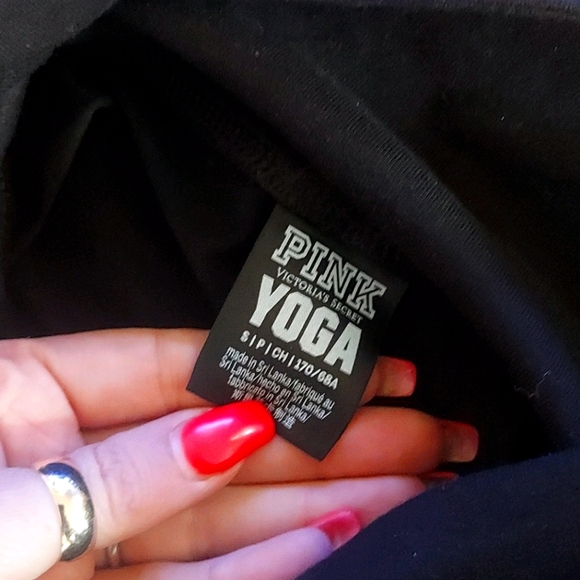 PINK
VICTORIA'S SECRET
YOGA
S|P|CH|170/68A
made in Sri Lanka/fabriqué au
Sri Lanka/hecho en Sri Lanka/
fabricado en Sri Lanka/